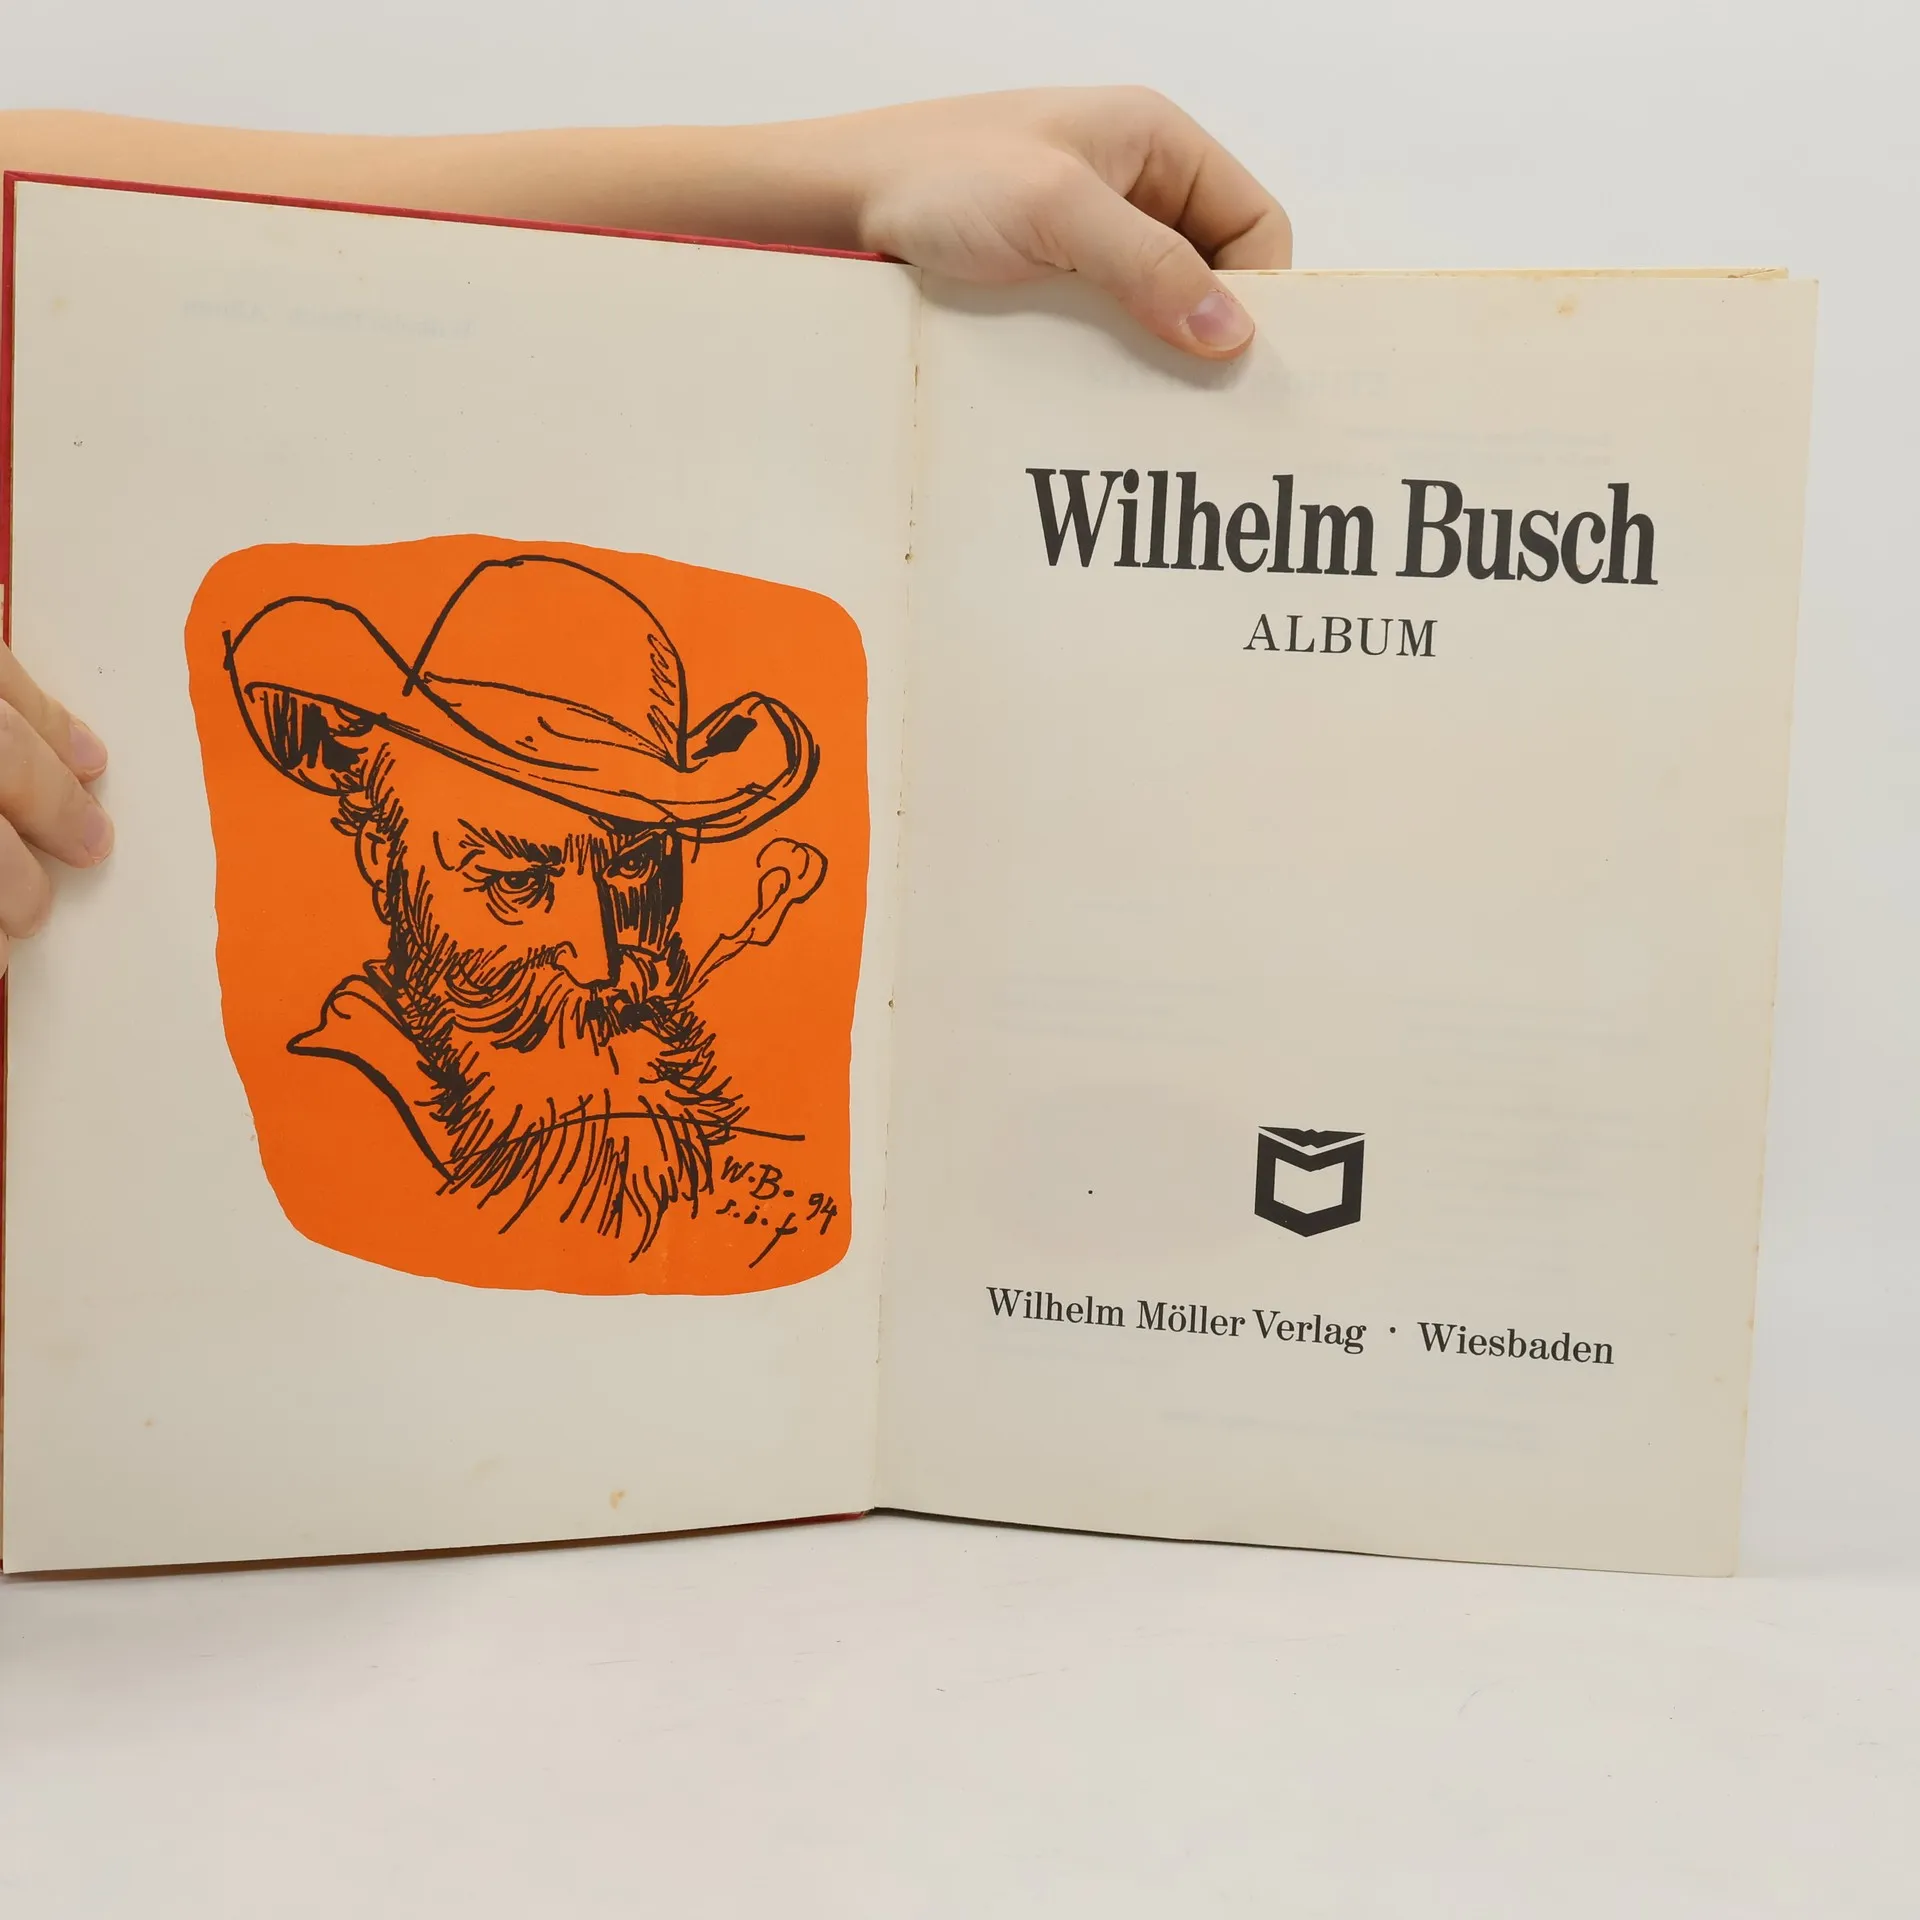 W.B. 94
s.i.f
Wilhelm Busch
ALBUM
Wilhelm Möller Verlag · Wiesbaden